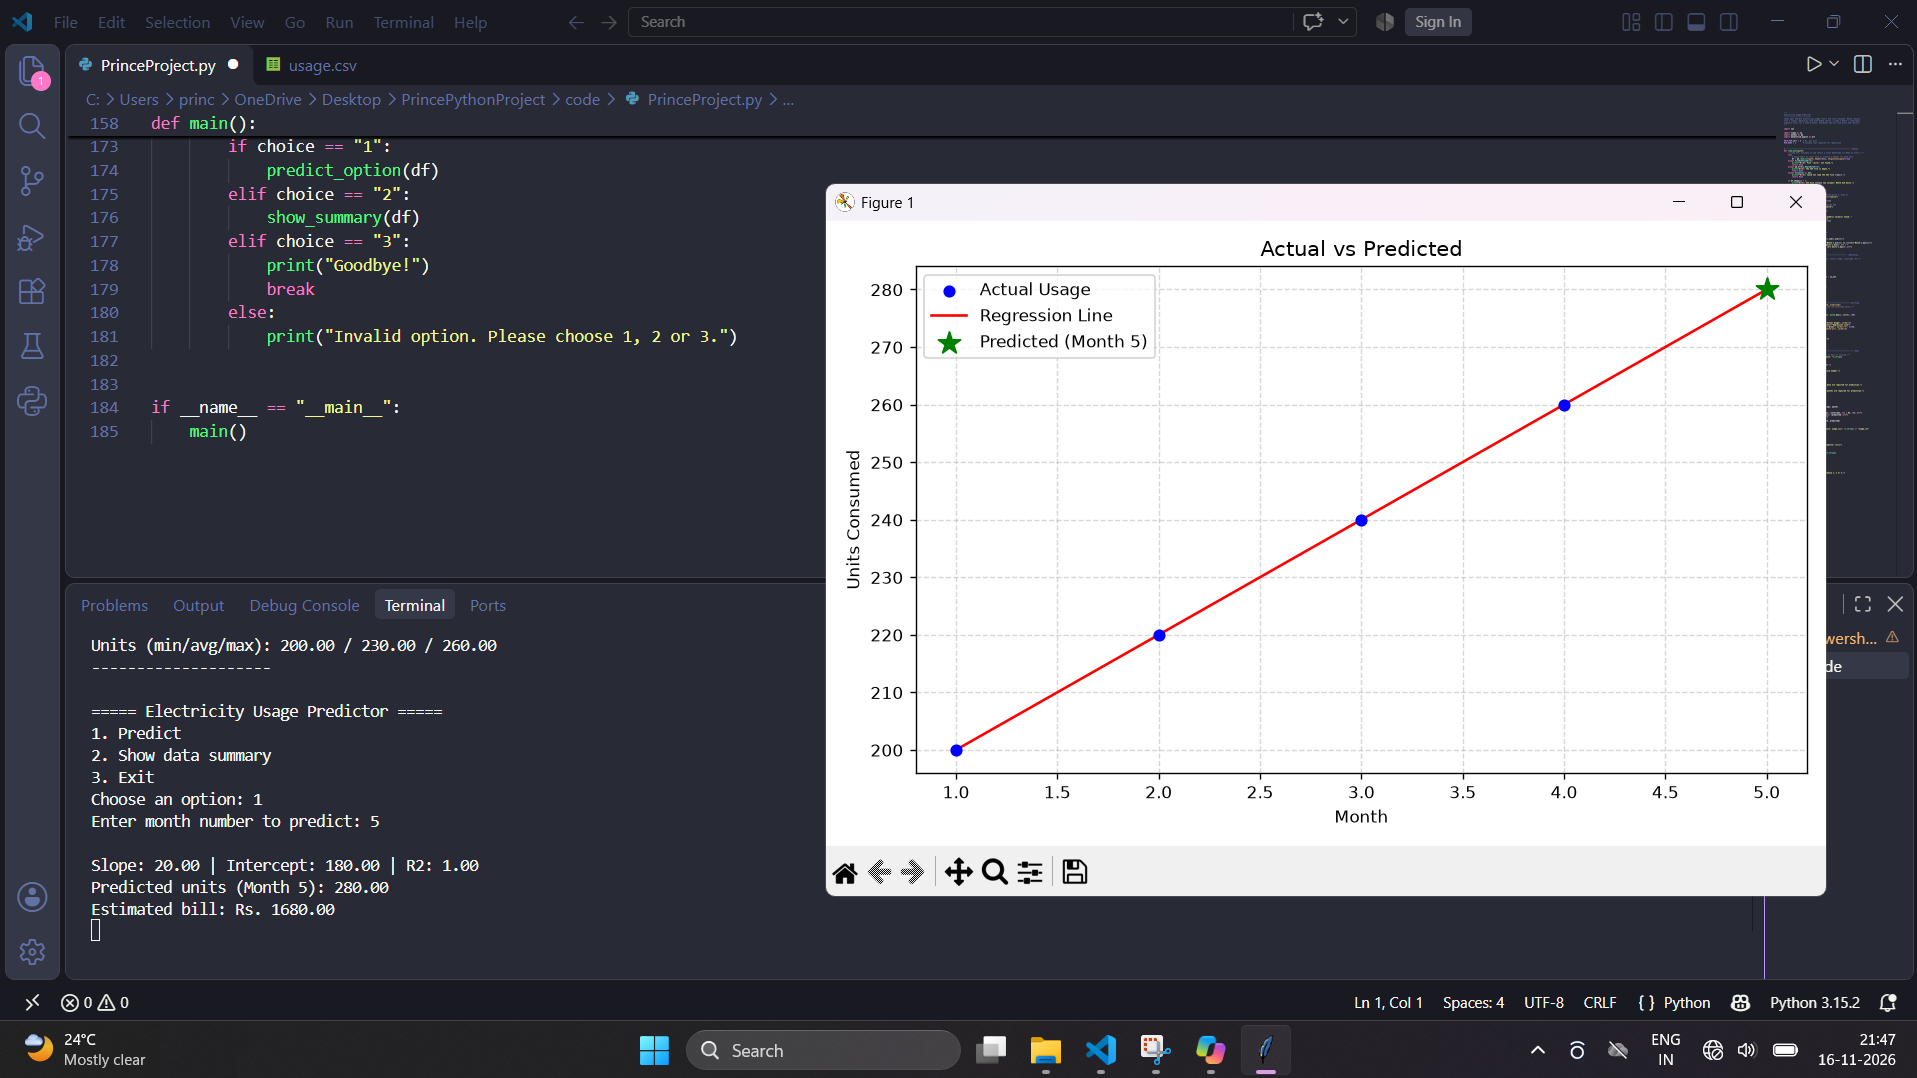 File Edit Selection View Go Run Terminal Help
Search
Sign In
1
PrinceProject.py
usage.csv
C: > Users > princ > OneDrive > Desktop > PrincePythonProject > code > PrinceProject.py > ...
158 def main():
173 if choice == "1":
174 predict_option(df)
175 elif choice == "2":
176 show_summary(df)
177 elif choice == "3":
178 print("Goodbye!")
179 break
180 else:
181 print("Invalid option. Please choose 1, 2 or 3.")
182
183
184 if __name__ == "__main__":
185 main()
Figure 1
Actual vs Predicted
Actual Usage
Regression Line
Predicted (Month 5)
280
270
260
250
240
230
220
210
200
Units Consumed
1.0 1.5 2.0 2.5 3.0 3.5 4.0 4.5 5.0
Month
Problems Output Debug Console Terminal Ports
Units (min/avg/max): 200.00 / 230.00 / 260.00
--------------------
===== Electricity Usage Predictor =====
1. Predict
2. Show data summary
3. Exit
Choose an option: 1
Enter month number to predict: 5
Slope: 20.00 | Intercept: 180.00 | R2: 1.00
Predicted units (Month 5): 280.00
Estimated bill: Rs. 1680.00
wersh...
de
0 0
Ln 1, Col 1 Spaces: 4 UTF-8 CRLF { } Python Python 3.15.2
24°C
Mostly clear
Search
ENG
IN
21:47
16-11-2026